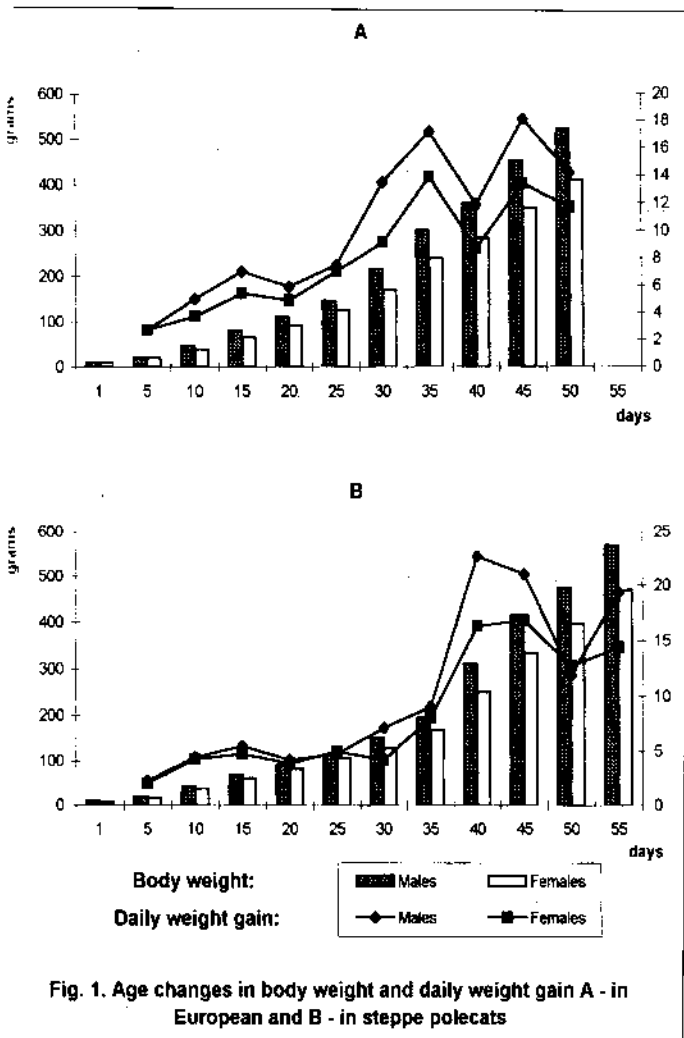 A
grams
600
500
400
300
200
100
0
20
18
16
14
12
10
8
6
4
2
0
1 5 10 15 20. 25 30 35 40 45 50 55
days
B
grams
600
500
400
300
200
100
0
25
20
15
10
5
0
1 5 10 15 20 25 30 35 40 45 50 55
days
Body weight: Males Females
Daily weight gain: Males Females
Fig. 1. Age changes in body weight and daily weight gain A - in
European and B - in steppe polecats